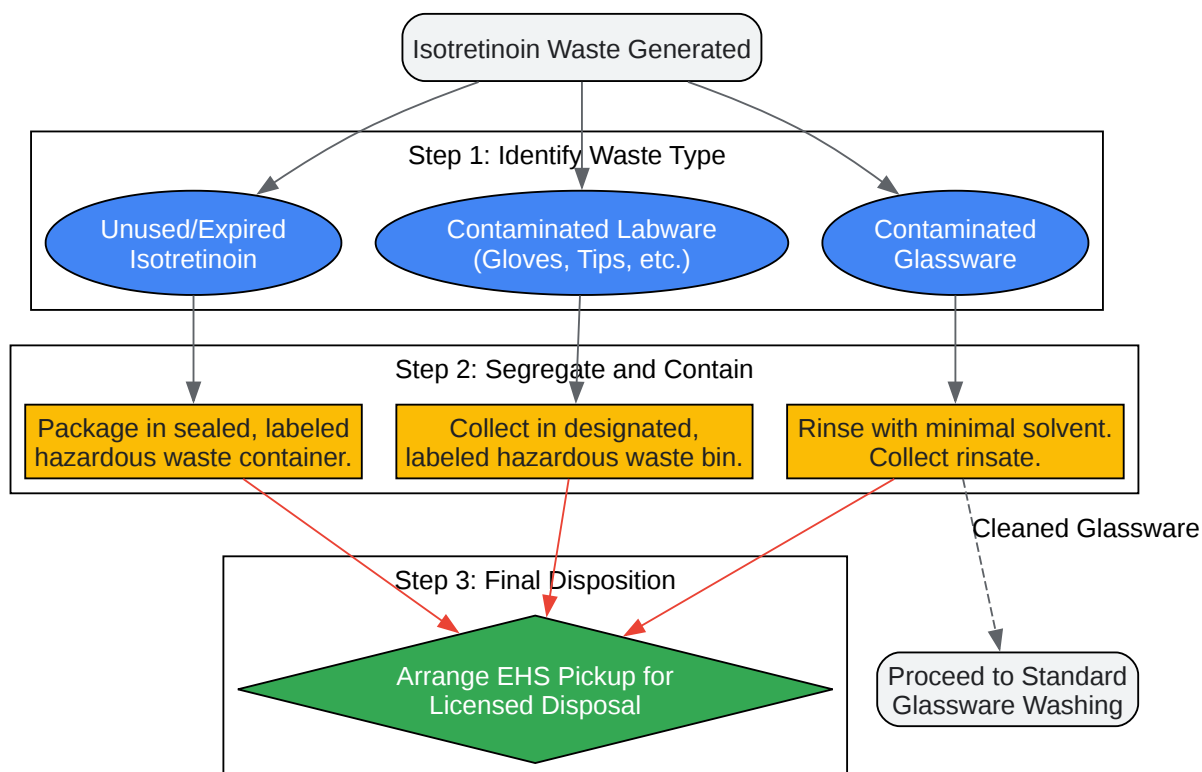 Isotretinoin Waste Generated
Step 1: Identify Waste Type
Unused/Expired
Isotretinoin
Contaminated Labware
(Gloves, Tips, etc.)
Contaminated
Glassware
Step 2: Segregate and Contain
Package in sealed, labeled
hazardous waste container.
Collect in designated,
labeled hazardous waste bin.
Rinse with minimal solvent.
Collect rinsate.
Cleaned Glassware
Step 3: Final Disposition
Arrange EHS Pickup for
Licensed Disposal
Proceed to Standard
Glassware Washing